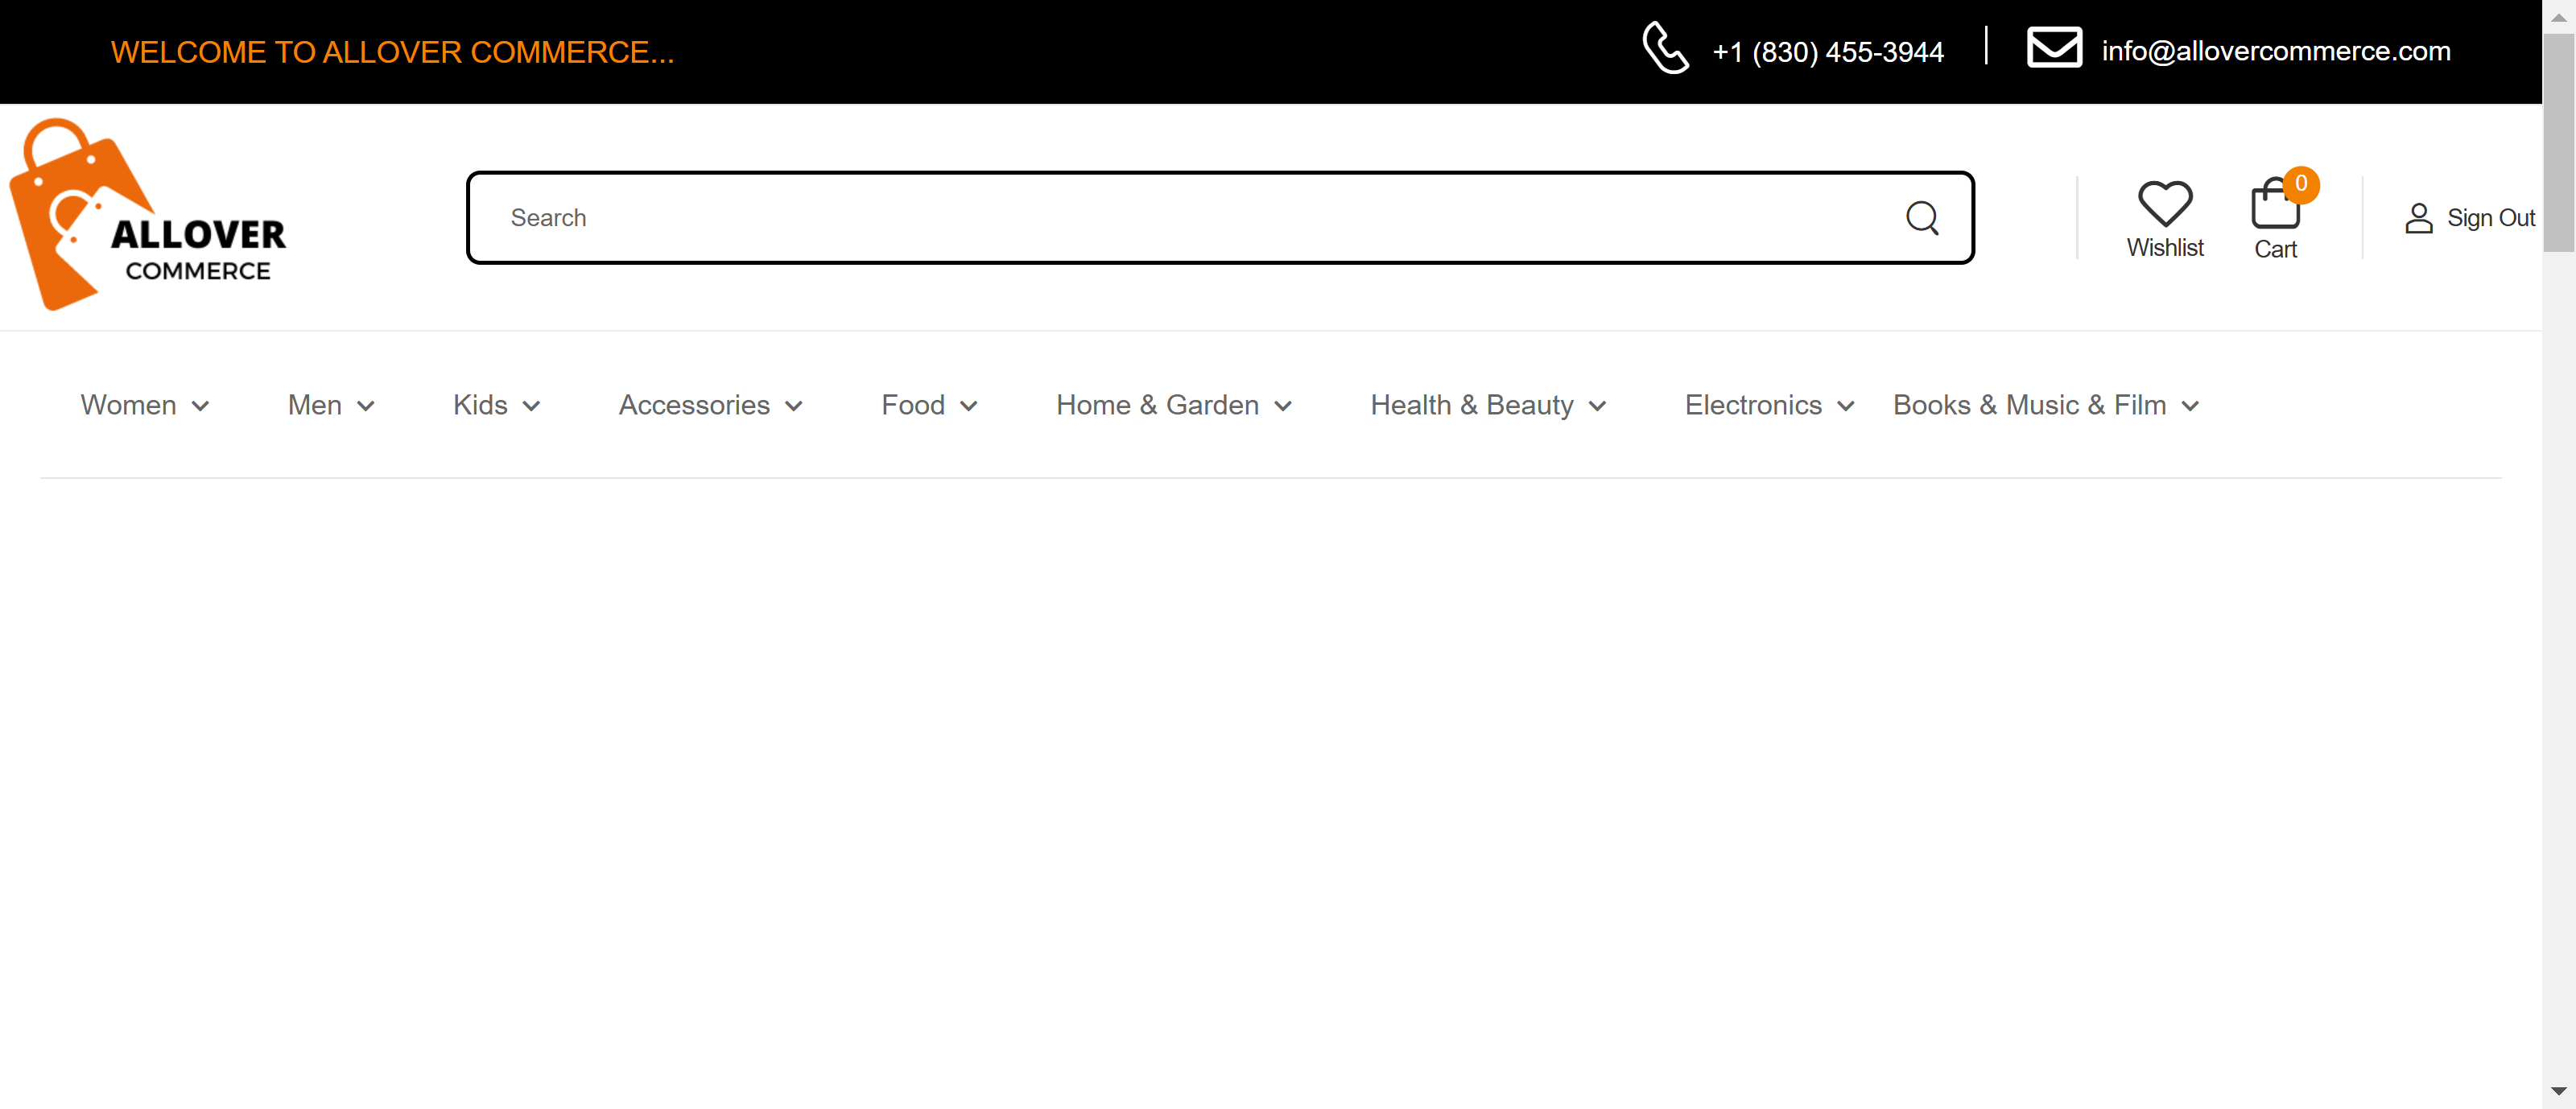 WELCOME TO ALLOVER COMMERCE...
+1 (830) 455-3944
info@allovercommerce.com
ALLOVER
COMMERCE
Search
Wishlist
0
Cart
Sign Out
Women
Men
Kids
Accessories
Food
Home & Garden
Health & Beauty
Electronics
Books & Music & Film